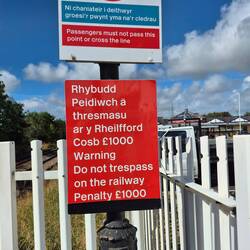 Ni chaniateir i deithwyr
groesi'r pwynt yma na'r cledrau
Passengers must not pass this
point or cross the line
Rhybudd
Peidiwch a
thresmasu
ar y Rheilfford
Cosb £1000
Warning
Do not trespass
on the railway
Penalty £1000